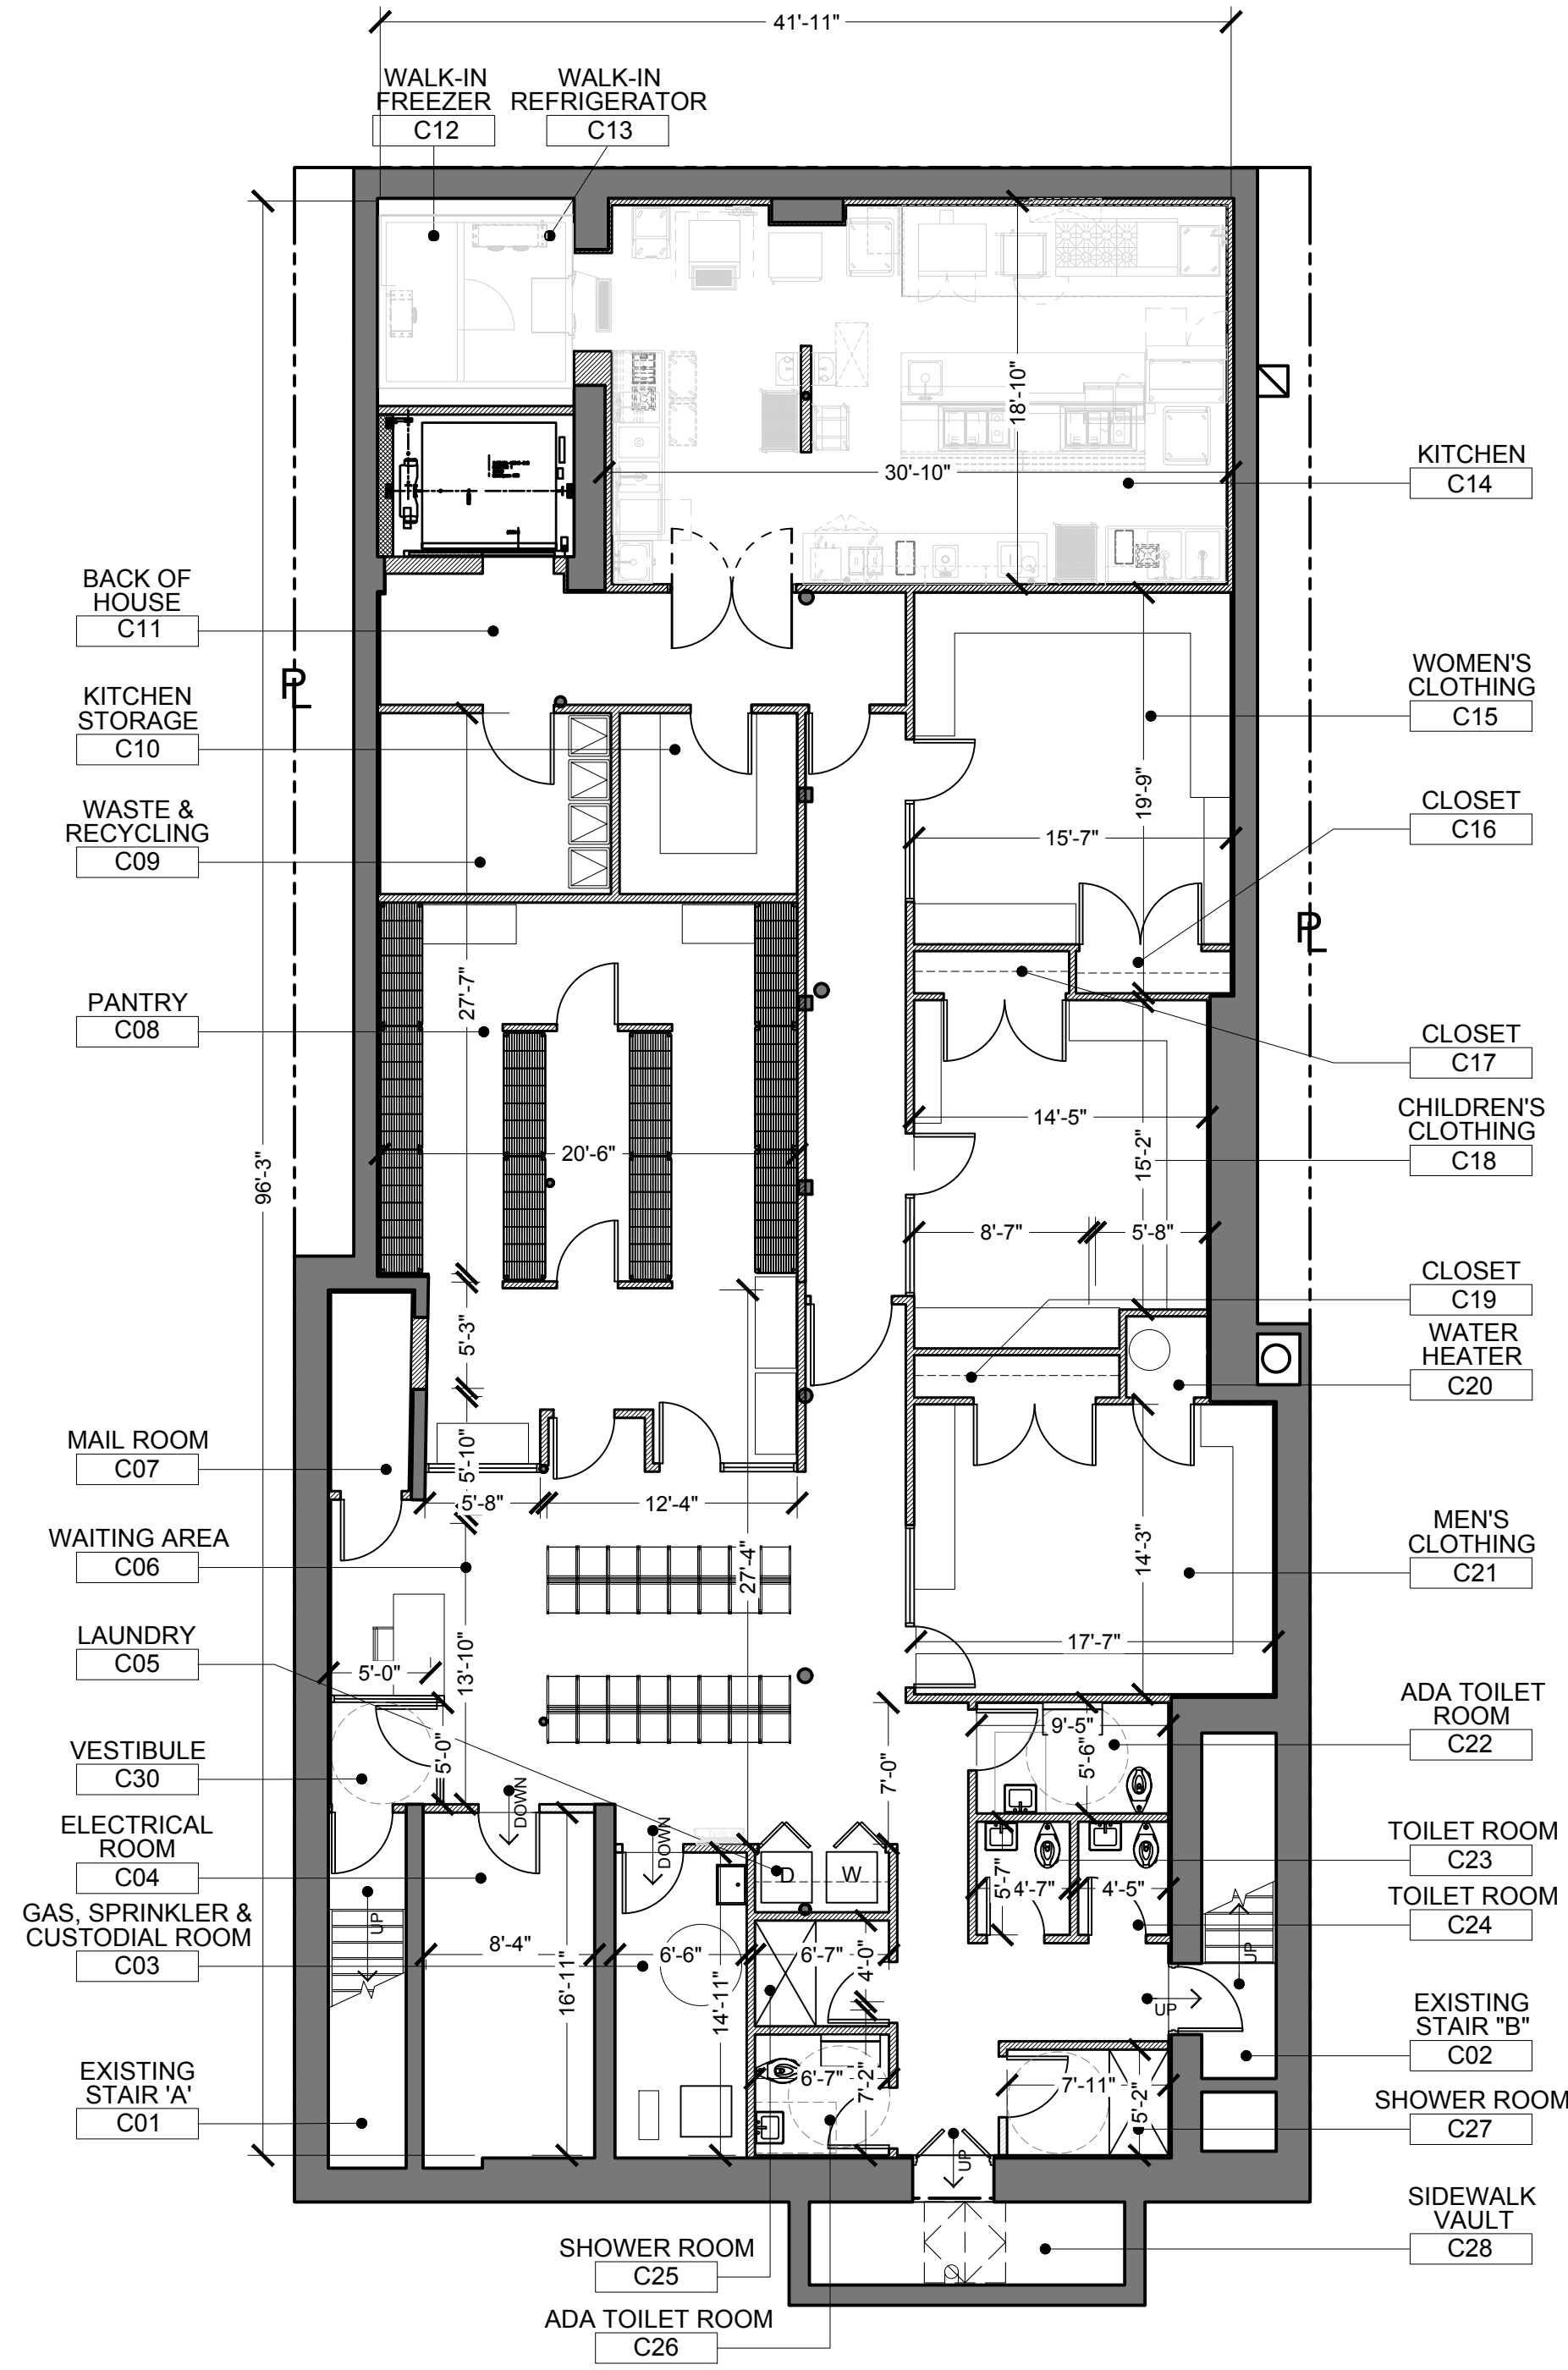 41'-11"
WALK-IN
FREEZER
C12
WALK-IN
REFRIGERATOR
C13
18'-10"
30'-10"
KITCHEN
C14
BACK OF
HOUSE
C11
PL
KITCHEN
STORAGE
C10
WOMEN'S
CLOTHING
C15
19'-9"
15'-7"
WASTE &
RECYCLING
C09
CLOSET
C16
PL
27'-7"
PANTRY
C08
CLOSET
C17
CHILDREN'S
CLOTHING
C18
14'-5"
15'-2"
20'-6"
96'-3"
8'-7"
5'-8"
CLOSET
C19
5'-3"
WATER
HEATER
C20
MAIL ROOM
C07
5'-10"
5'-8"
12'-4"
WAITING AREA
C06
27'-4"
14'-3"
MEN'S
CLOTHING
C21
LAUNDRY
C05
5'-0"
13'-10"
17'-7"
ADA TOILET
ROOM
C22
9'-5"
5'-6"
7'-0"
VESTIBULE
C30
5'-0"
DOWN
DOWN
ELECTRICAL
ROOM
C04
D
W
TOILET ROOM
C23
5'-7"
4'-7"
4'-5"
TOILET ROOM
C24
GAS, SPRINKLER &
CUSTODIAL ROOM
C03
UP
8'-4"
6'-6"
6'-7"
4'-0"
16'-11"
14'-11"
UP
UP
EXISTING
STAIR "B"
C02
EXISTING
STAIR 'A'
C01
6'-7"
7'-2"
7'-11"
5'-2"
SHOWER ROOM
C27
UP
SIDEWALK
VAULT
C28
SHOWER ROOM
C25
ADA TOILET ROOM
C26